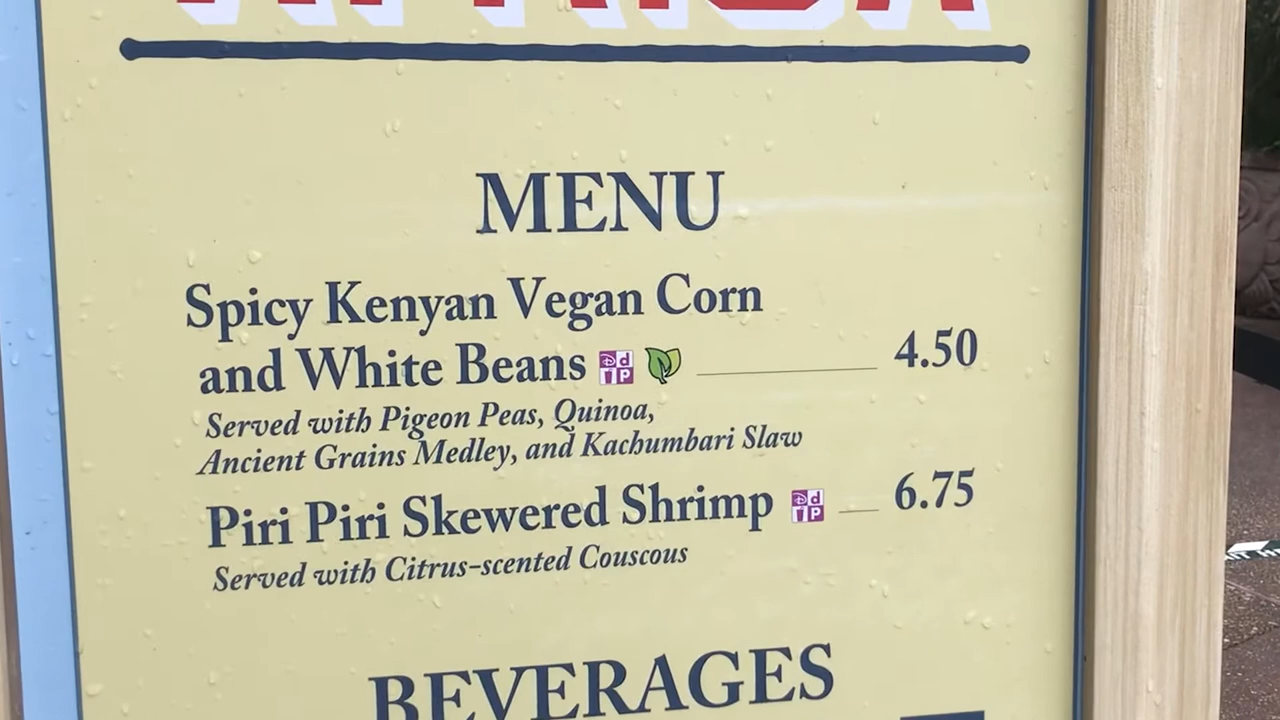 AFRICA
MENU
Spicy Kenyan Vegan Corn
and White Beans 4.50
Served with Pigeon Peas, Quinoa,
Ancient Grains Medley, and Kachumbari Slaw
Piri Piri Skewered Shrimp 6.75
Served with Citrus-scented Couscous
BEVERAGES